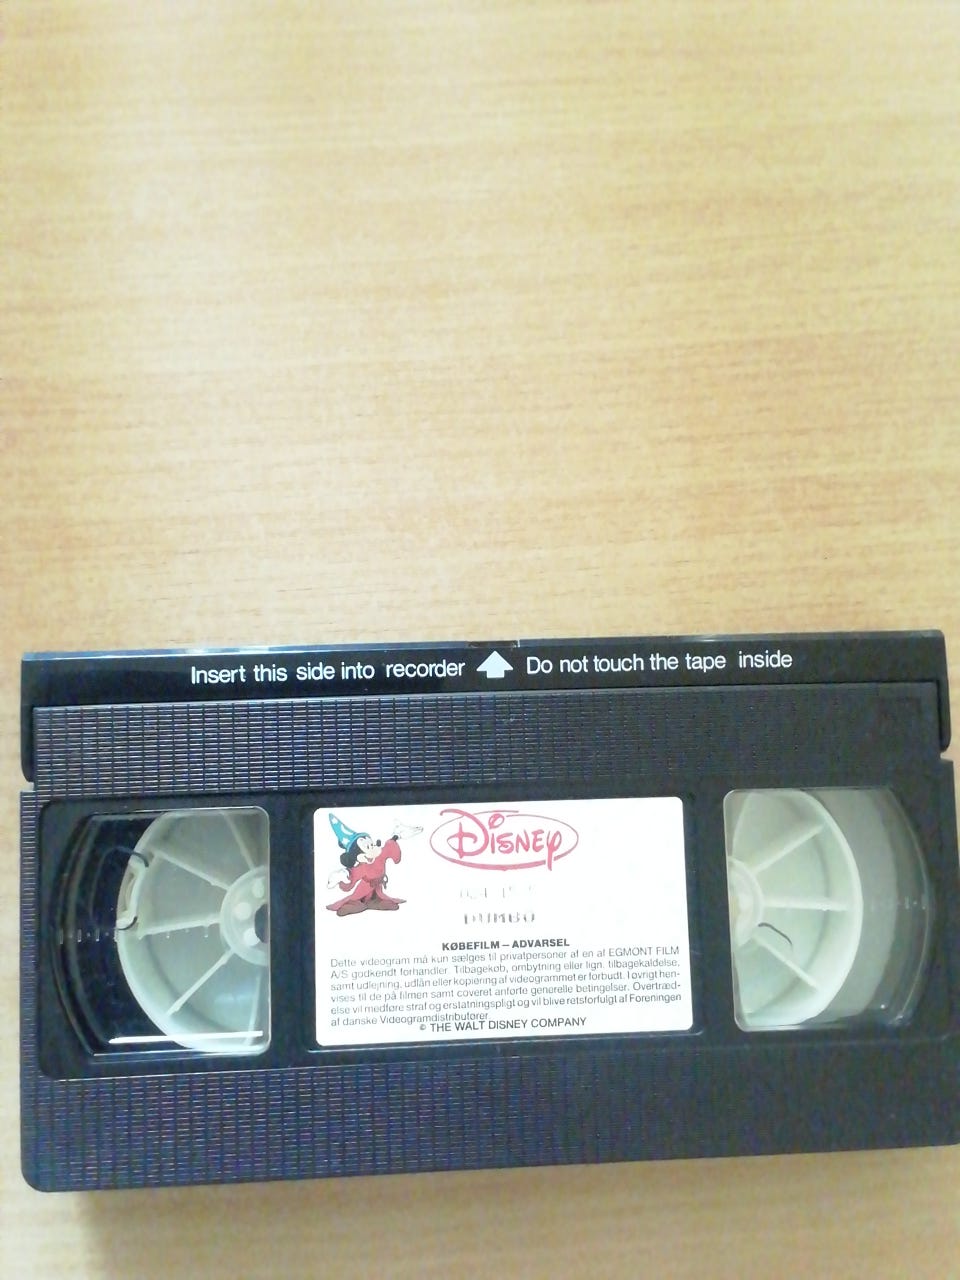 Insert this side into recorder Do not touch the tape inside
Disney
DUMBO
KØBEFILM – ADVARSEL
Dette videogram må kun sælges til privatpersoner af en af EGMONT FILM
A/S godkendt forhandler. Tilbagekøb, ombytning eller lign. tilbagekaldelse,
samt udlejning, udlån eller kopiering af videogrammet er forbudt. I øvrigt hen-
vises til de på filmen samt coveret anførte generelle betingelser. Overtræd-
else vil medføre straf og erstatningspligt og vil blive retsforfulgt af Foreningen
af danske Videogramdistributører.
© THE WALT DISNEY COMPANY